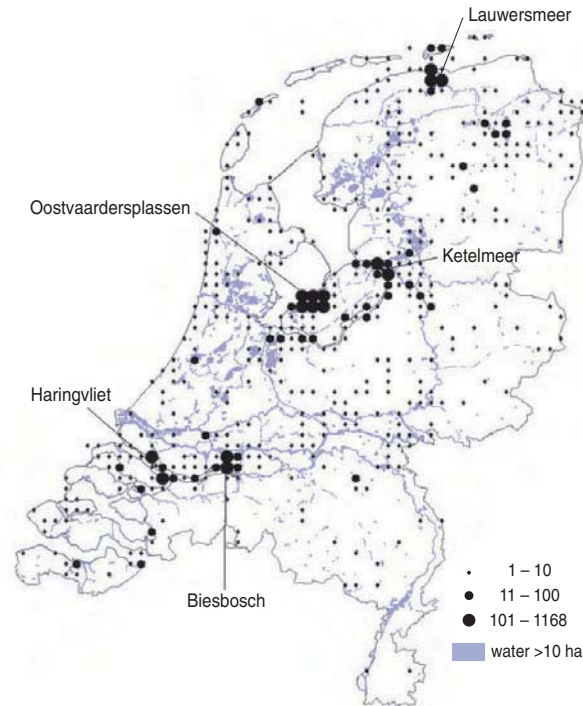 Lauwersmeer
Oostvaardersplassen
Ketelmeer
Haringvliet
Biesbosch
1 – 10
11 – 100
101 – 1168
water >10 ha